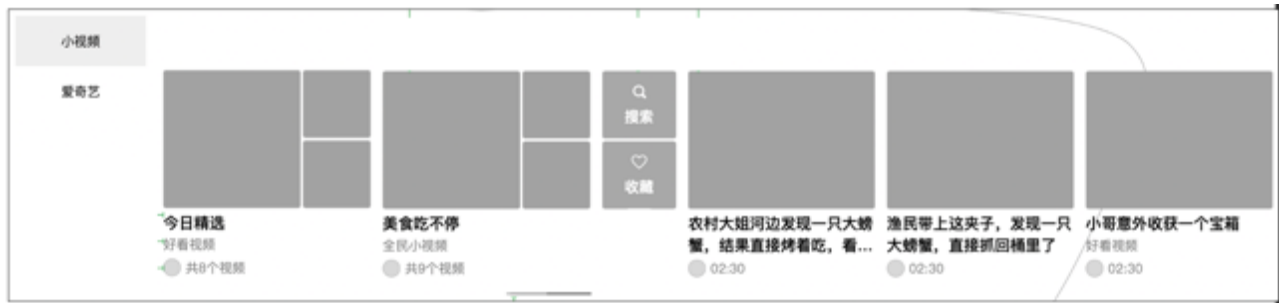 小视频
爱奇艺
搜索
收藏
今日精选
好看视频
共8个视频
美食吃不停
全民小视频
共9个视频
农村大姐河边发现一只大螃
蟹，结果直接烤着吃，看...
02:30
渔民带上这夹子，发现一只
大螃蟹，直接抓回桶里了
02:30
小哥意外收获一个宝箱
好看视频
02:30